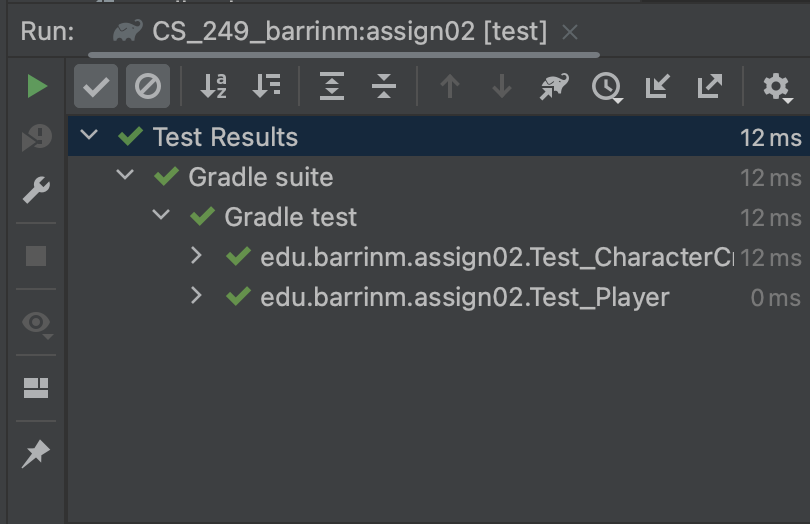 Run: CS_249_barrinm:assign02 [test]
Test Results 12 ms
Gradle suite 12 ms
Gradle test 12 ms
edu.barrinm.assign02.Test_CharacterC 12 ms
edu.barrinm.assign02.Test_Player 0 ms